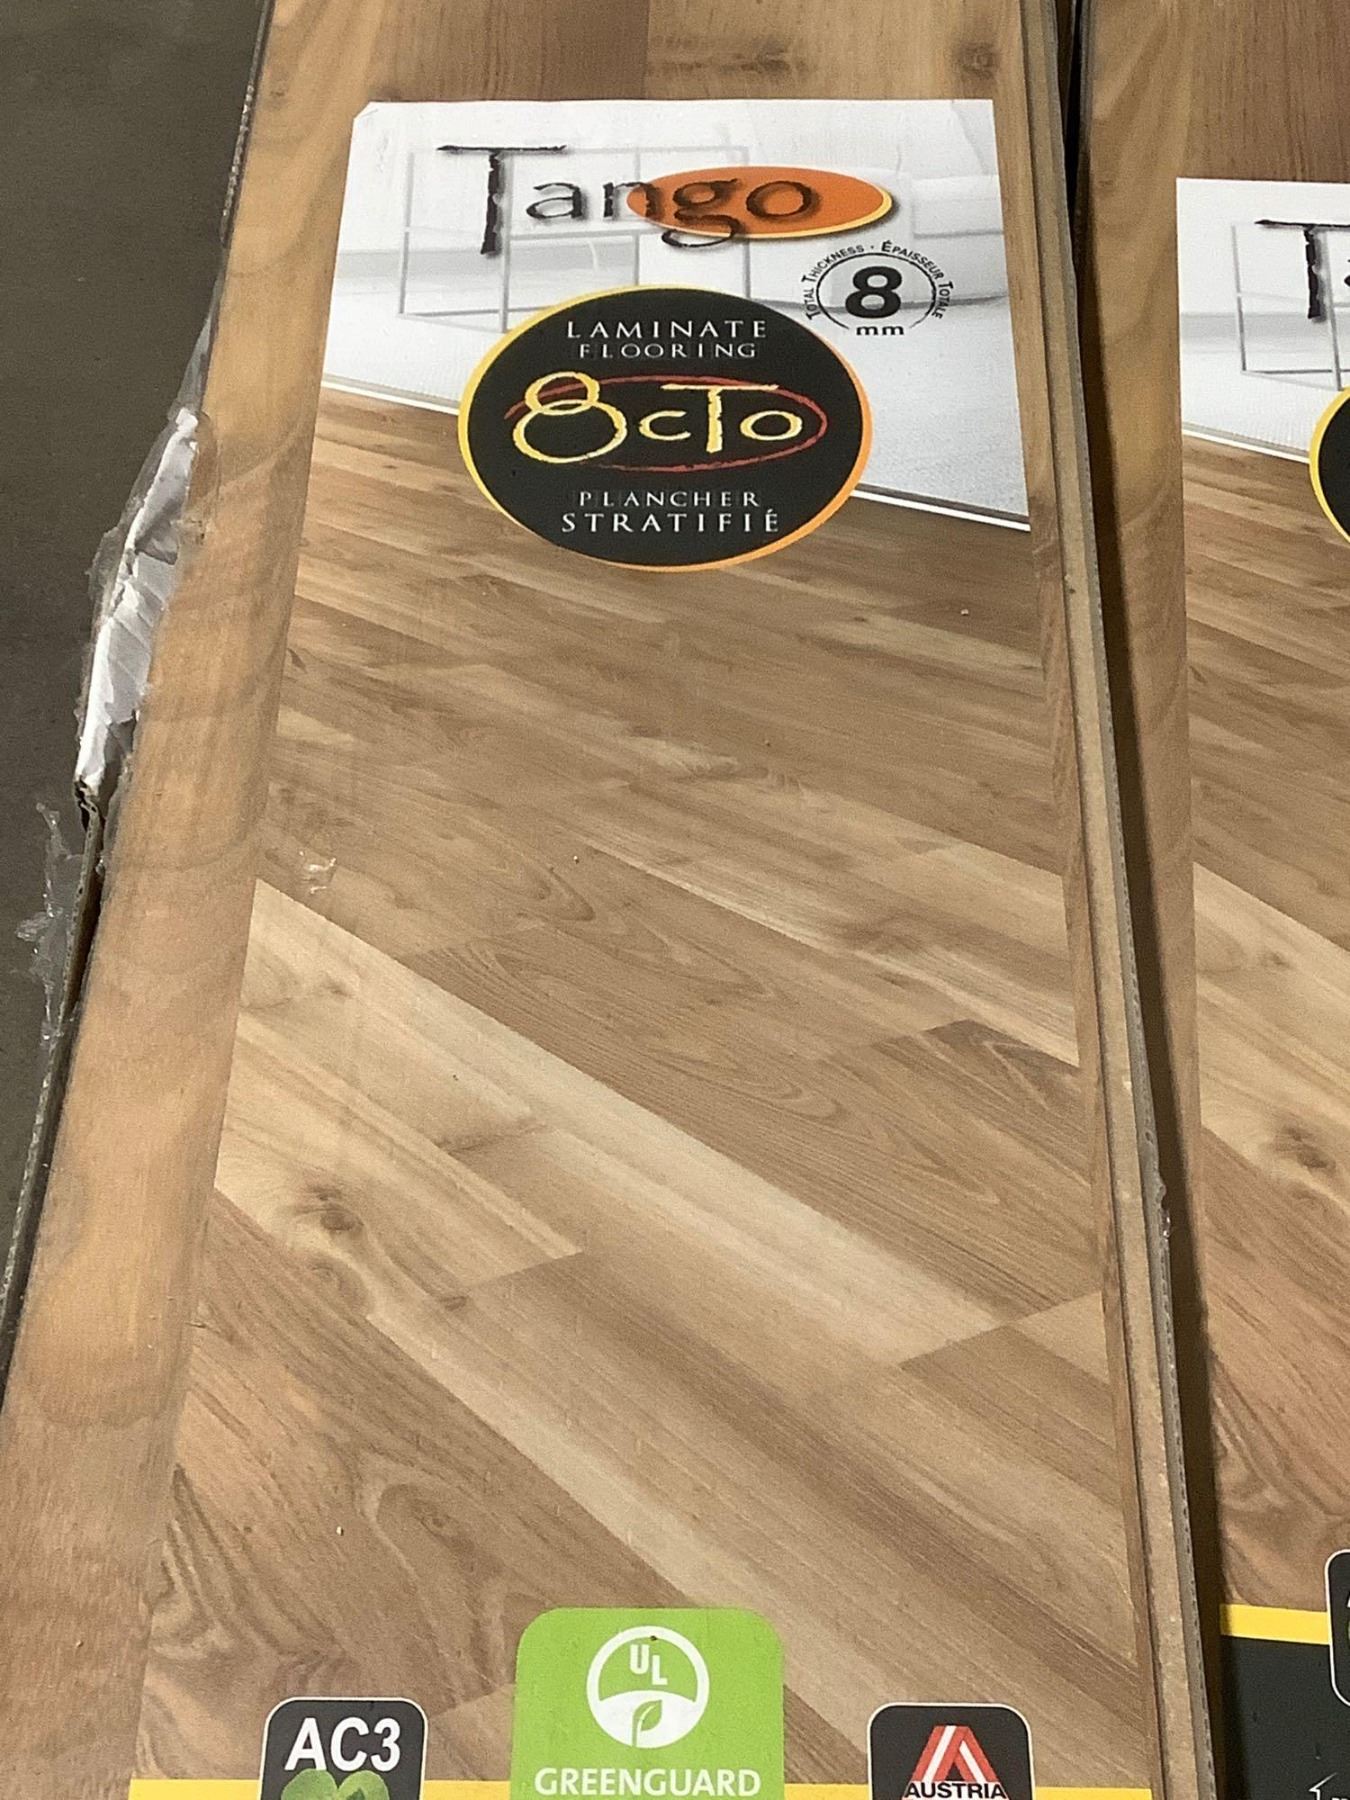 Tango
TOTAL THICKNESS · ÉPAISSEUR TOTALE
8
mm
LAMINATE
FLOORING
8cTo
PLANCHER
STRATIFIÉ
T
AC3
UL
GREENGUARD
AUSTRIA